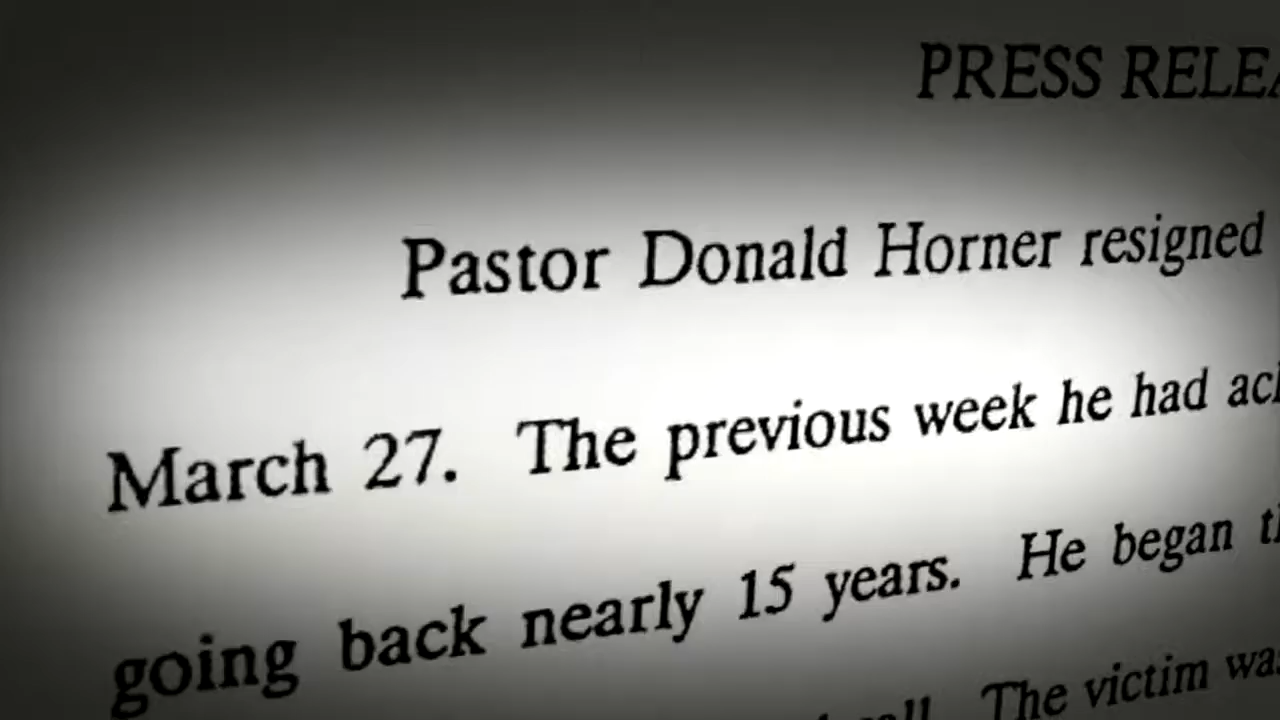 PRESS
Pastor Donald Horner resigned
March 27. The previous week he had
going back nearly 15 years. He began
The victim